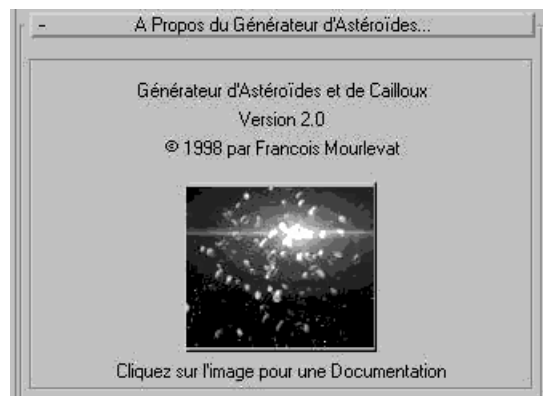 - A Propos du Générateur d'Astéroïdes...
Générateur d'Astéroïdes et de Cailloux
Version 2.0
© 1998 par Francois Mourlevat
Cliquez sur l'image pour une Documentation